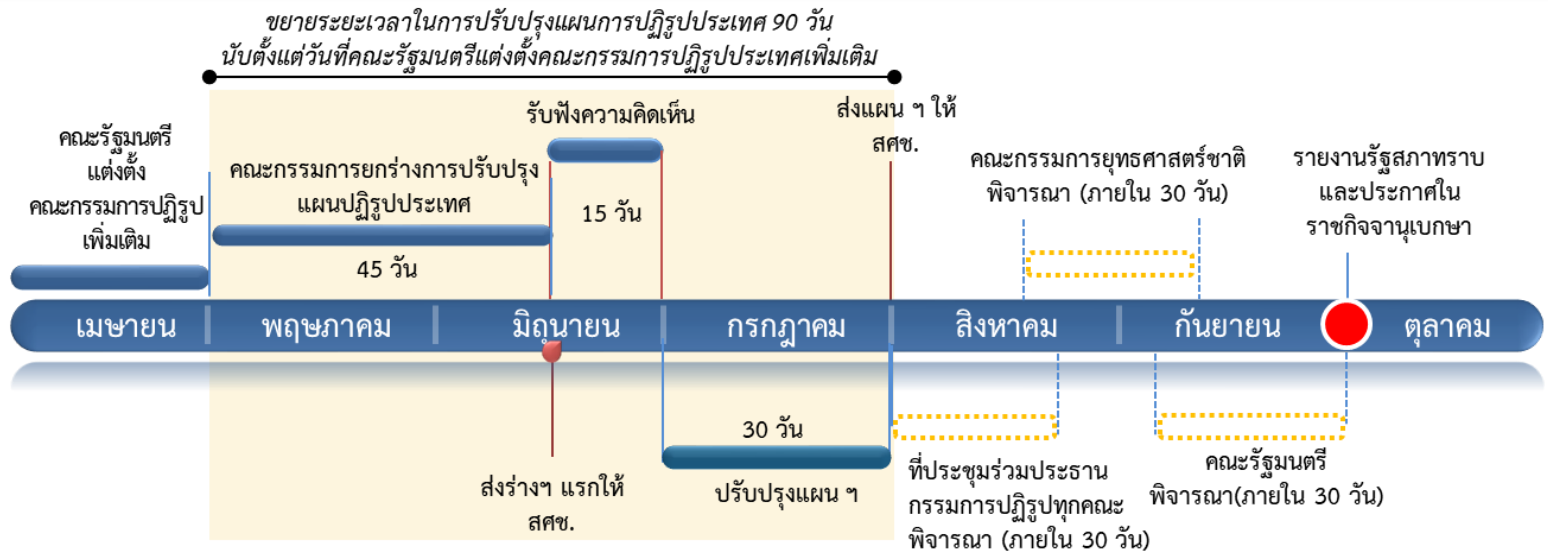 ขยายระยะเวลาในการปรับปรุงแผนการปฏิรูปประเทศ 90 วัน
นับตั้งแต่วันที่คณะรัฐมนตรีแต่งตั้งคณะกรรมการปฏิรูปประเทศเพิ่มเติม
คณะรัฐมนตรี
แต่งตั้ง
คณะกรรมการปฏิรูป
เพิ่มเติม
คณะกรรมการยกร่างการปรับปรุง
แผนปฏิรูปประเทศ
45 วัน
รับฟังความคิดเห็น
15 วัน
ส่งแผน ฯ ให้
สศช.
คณะกรรมการยุทธศาสตร์ชาติ
พิจารณา (ภายใน 30 วัน)
รายงานรัฐสภาทราบ
และประกาศใน
ราชกิจจานุเบกษา
เมษายน
พฤษภาคม
มิถุนายน
กรกฎาคม
สิงหาคม
กันยายน
ตุลาคม
ส่งร่างฯ แรกให้
สศช.
30 วัน
ปรับปรุงแผน ฯ
ที่ประชุมร่วมประธาน
กรรมการปฏิรูปทุกคณะ
พิจารณา (ภายใน 30 วัน)
คณะรัฐมนตรี
พิจารณา(ภายใน 30 วัน)